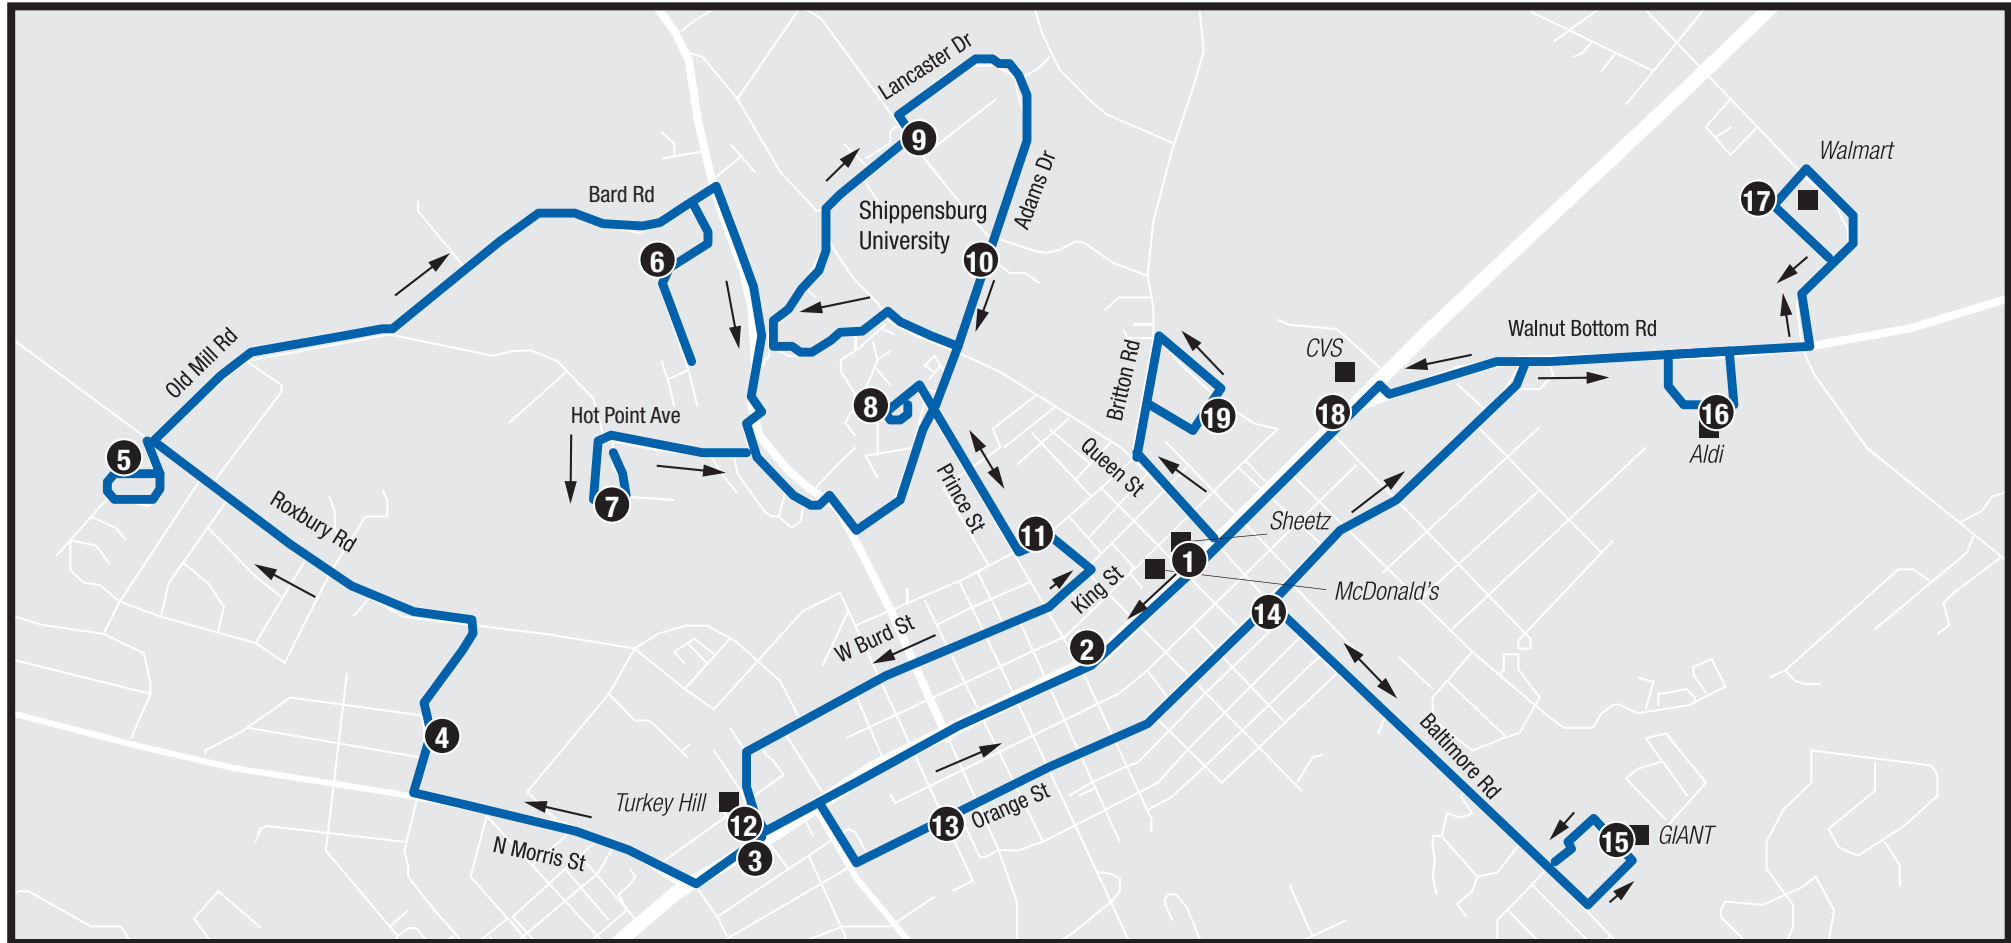 Lancaster Dr
9
Adams Dr
Walmart
17
Bard Rd
Shippensburg
University
6
10
Old Mill Rd
Britton Rd
CVS
Walnut Bottom Rd
8
18
19
16
Hot Point Ave
5
7
Roxbury Rd
Prince St
Queen St
Aldi
11
Sheetz
1
King St
McDonald's
14
W Burd St
2
4
Baltimore Rd
Turkey Hill
12
13
Orange St
3
N Morris St
15
GIANT